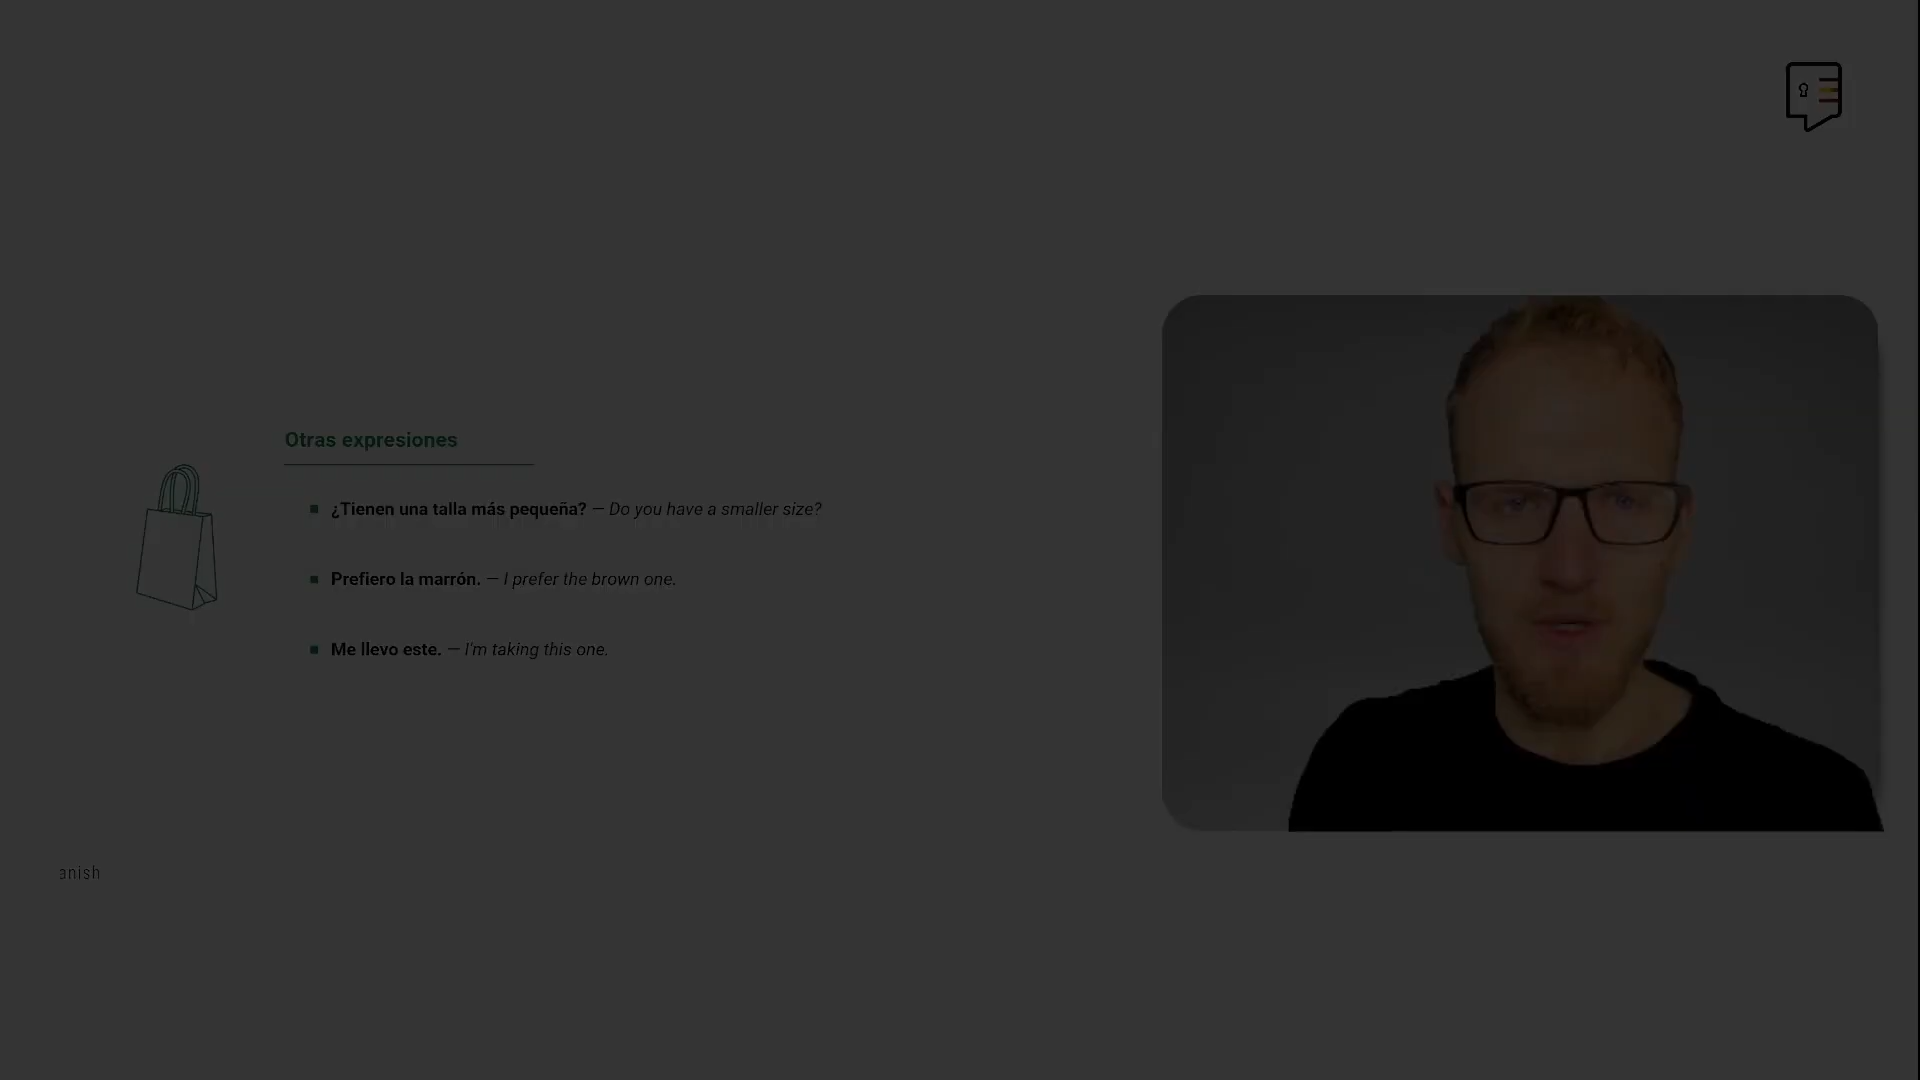 Otras expresiones
¿Tienen una talla más pequeña? — Do you have a smaller size?
Prefiero la marrón. — I prefer the brown one.
Me llevo este. — I'm taking this one.
anish